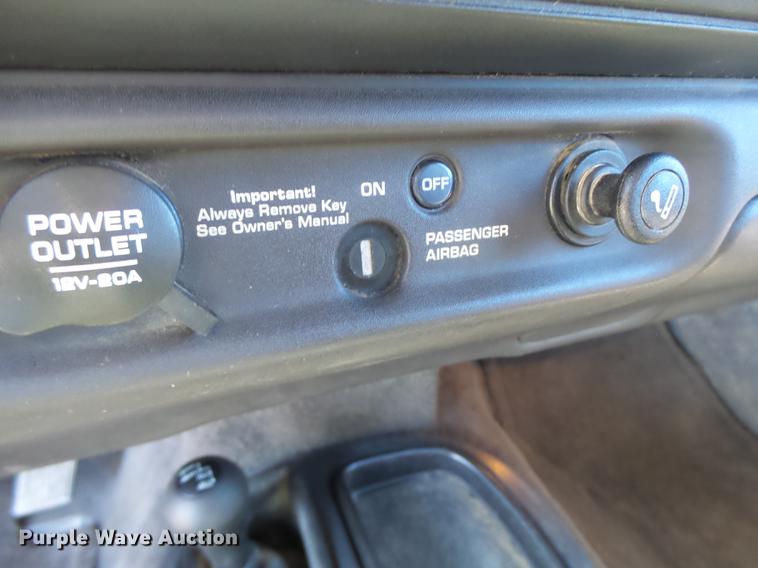 POWER
OUTLET
12V-20A
Important!
Always Remove Key
See Owner's Manual
ON
OFF
PASSENGER
AIRBAG
Purple Wave Auction